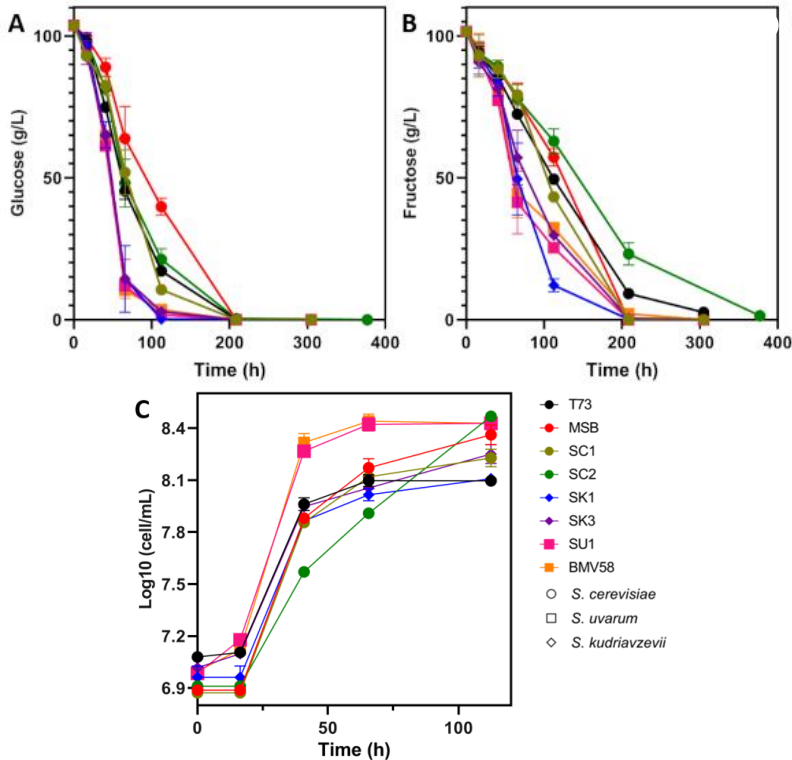 A
B
100
50
0
Glucose (g/L)
0 100 200 300 400
Time (h)
100
50
0
Fructose (g/L)
0 100 200 300 400
Time (h)
C
8.4
8.1
7.8
7.5
7.2
6.9
Log10 (cell/mL)
0 50 100
Time (h)
T73
MSB
SC1
SC2
SK1
SK3
SU1
BMV58
S. cerevisiae
S. uvarum
S. kudriavzevii